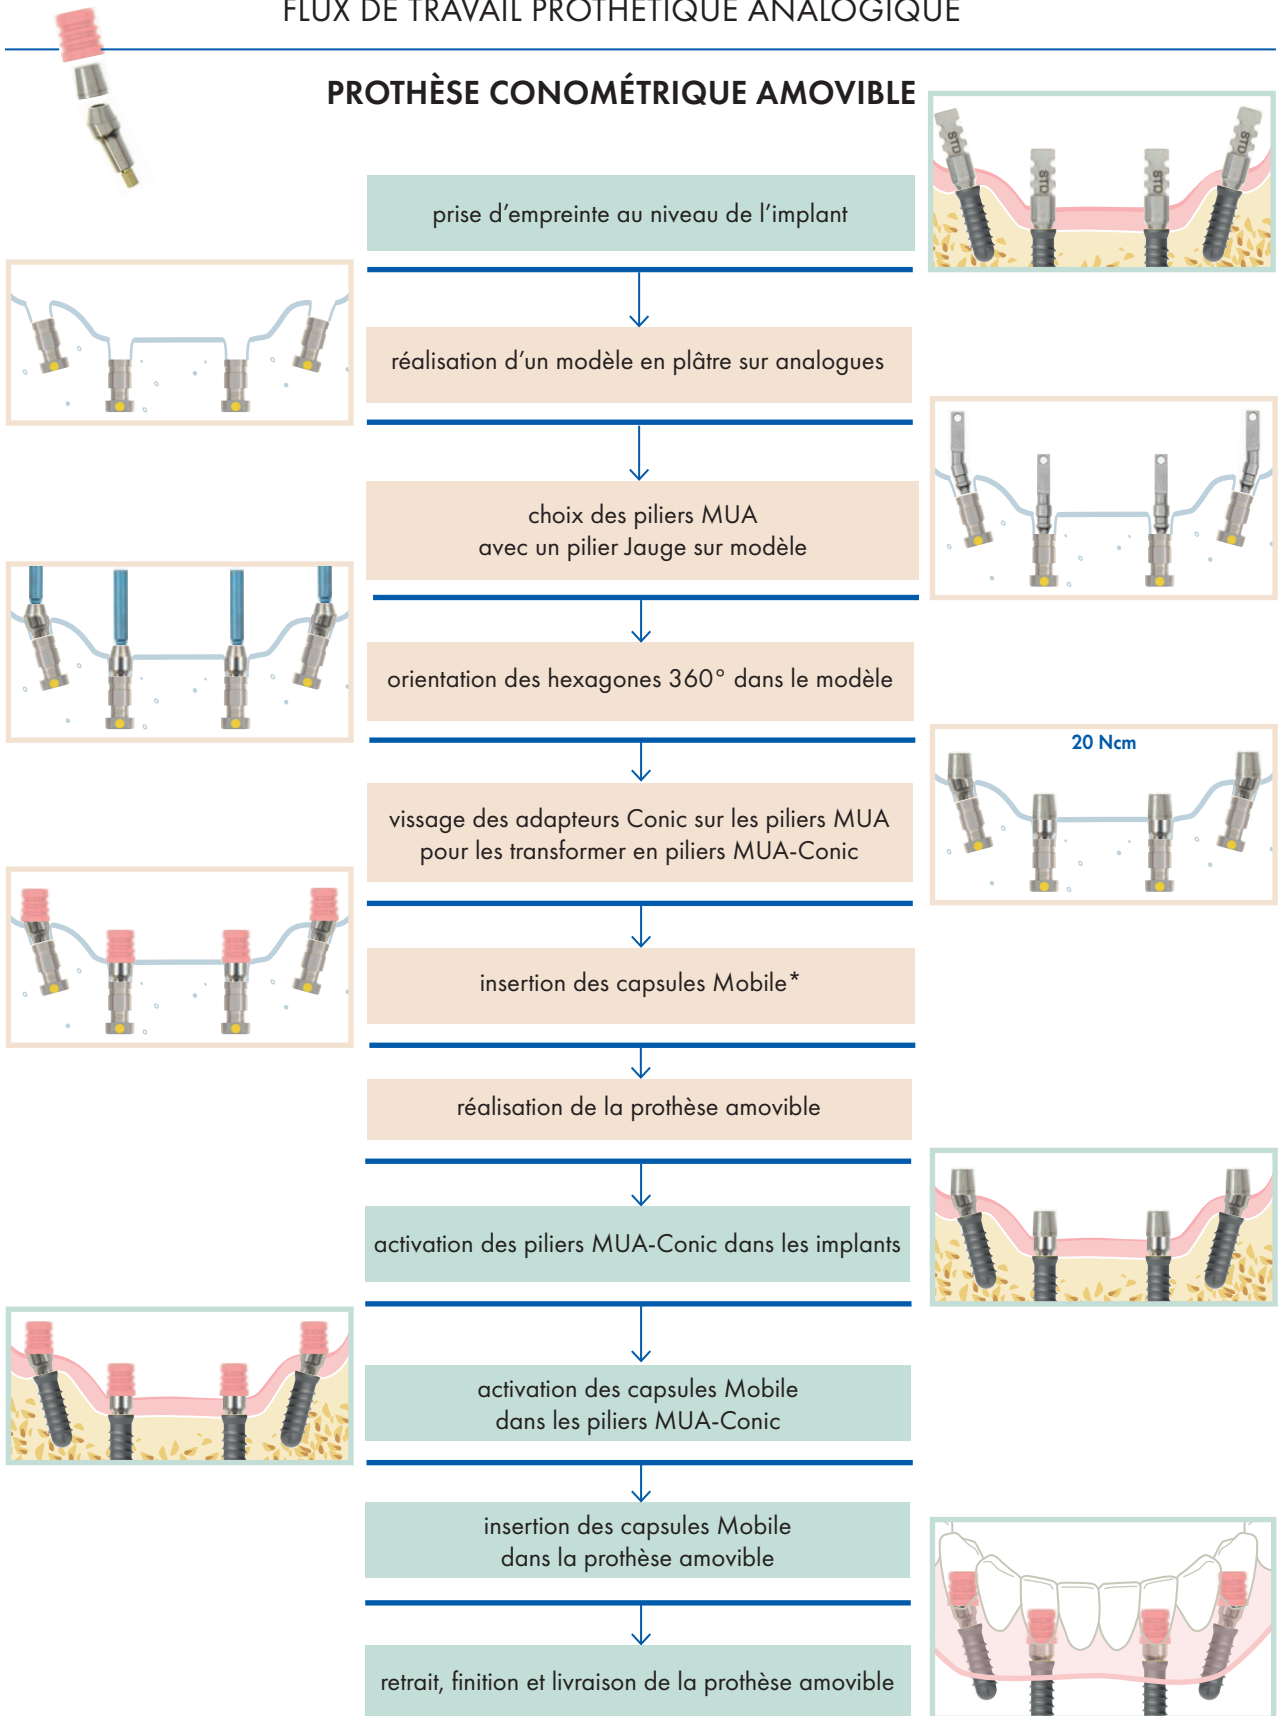 FLUX DE TRAVAIL PROTHÉTIQUE ANALOGIQUE
PROTHÈSE CONOMÉTRIQUE AMOVIBLE
prise d’empreinte au niveau de l’implant
STD
STD
STD
STD
réalisation d’un modèle en plâtre sur analogues
choix des piliers MUA
avec un pilier Jauge sur modèle
orientation des hexagones 360° dans le modèle
20 Ncm
vissage des adapteurs Conic sur les piliers MUA
pour les transformer en piliers MUA-Conic
insertion des capsules Mobile*
réalisation de la prothèse amovible
activation des piliers MUA-Conic dans les implants
activation des capsules Mobile
dans les piliers MUA-Conic
insertion des capsules Mobile
dans la prothèse amovible
retrait, finition et livraison de la prothèse amovible